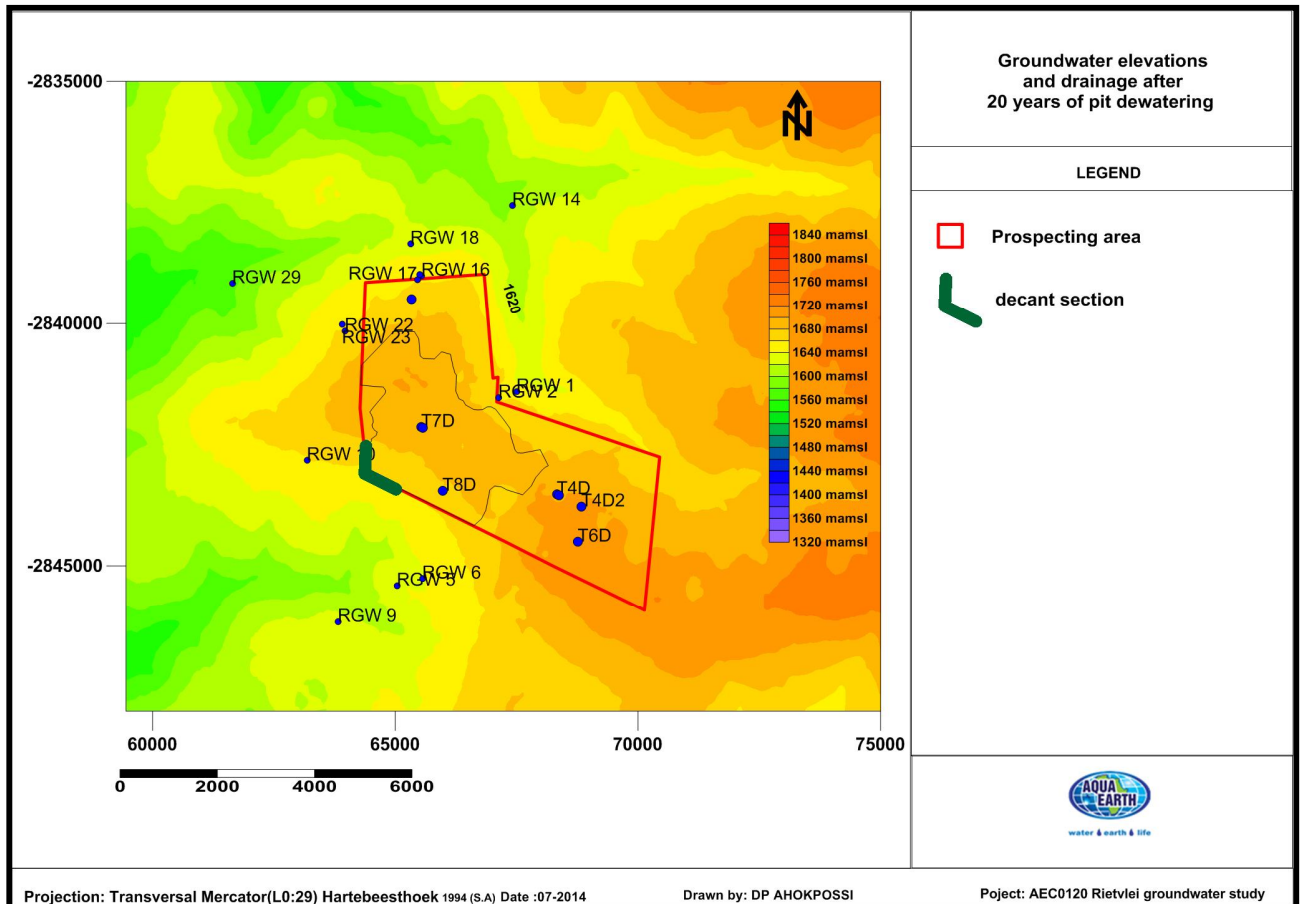 Groundwater elevations
and drainage after
20 years of pit dewatering
LEGEND
Prospecting area
decant section
-2835000
-2840000
-2845000
N
RGW 14
RGW 18
RGW 17
RGW 16
RGW 29
RGW 22
RGW 23
1620
RGW 1
RGW 2
T7D
RGW 10
T8D
T4D
T4D2
T6D
RGW 5
RGW 6
RGW 9
1840 mamsl
1800 mamsl
1760 mamsl
1720 mamsl
1680 mamsl
1640 mamsl
1600 mamsl
1560 mamsl
1520 mamsl
1480 mamsl
1440 mamsl
1400 mamsl
1360 mamsl
1320 mamsl
60000 65000 70000 75000
0 2000 4000 6000
AQUA
EARTH
water & earth & life
Projection: Transversal Mercator(L0:29) Hartebeesthoek 1994 (S.A) Date :07-2014
Drawn by: DP AHOKPOSSI
Poject: AEC0120 Rietvlei groundwater study